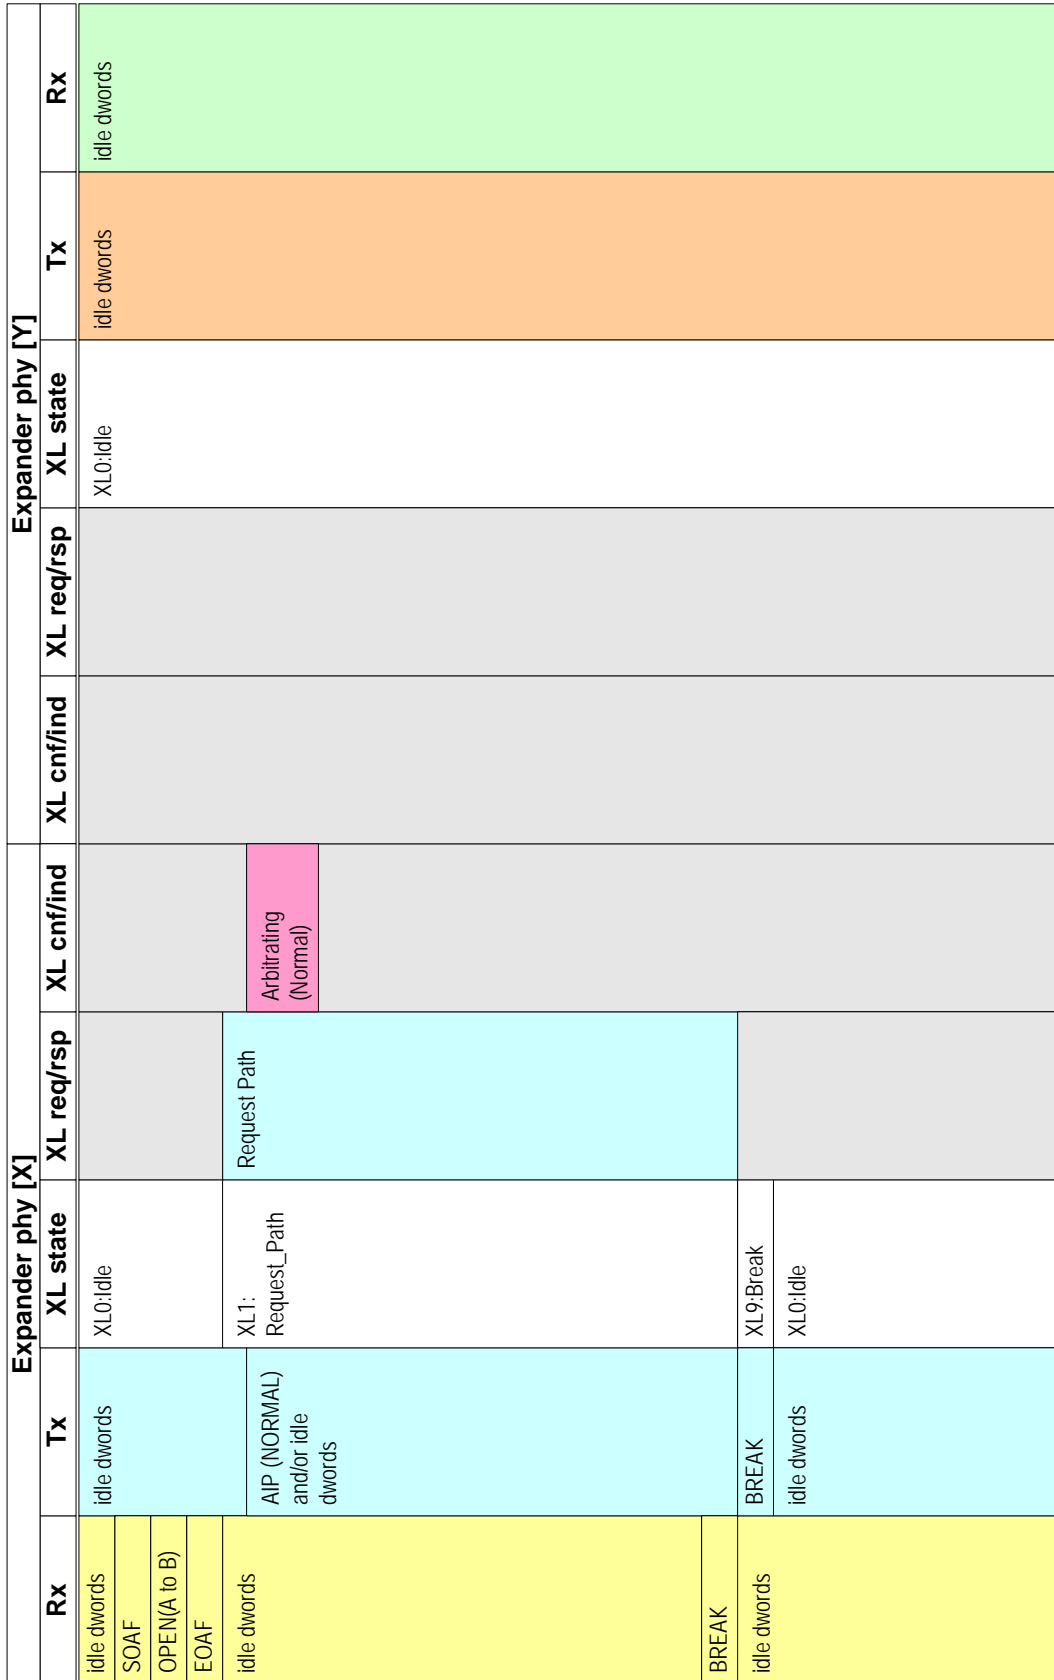 Expander phy [X]
Expander phy [Y]
Rx
Tx
XL state
XL req/rsp
XL cnf/ind
XL cnf/ind
XL req/rsp
XL state
Tx
Rx
idle dwords
SOAF
OPEN(A to B)
EOAF
idle dwords
BREAK
idle dwords
idle dwords
AIP (NORMAL)
and/or idle
dwords
BREAK
idle dwords
XL0:Idle
XL1:
Request_Path
XL9:Break
XL0:Idle
Request Path
Arbitrating
(Normal)
XL0:Idle
idle dwords
idle dwords